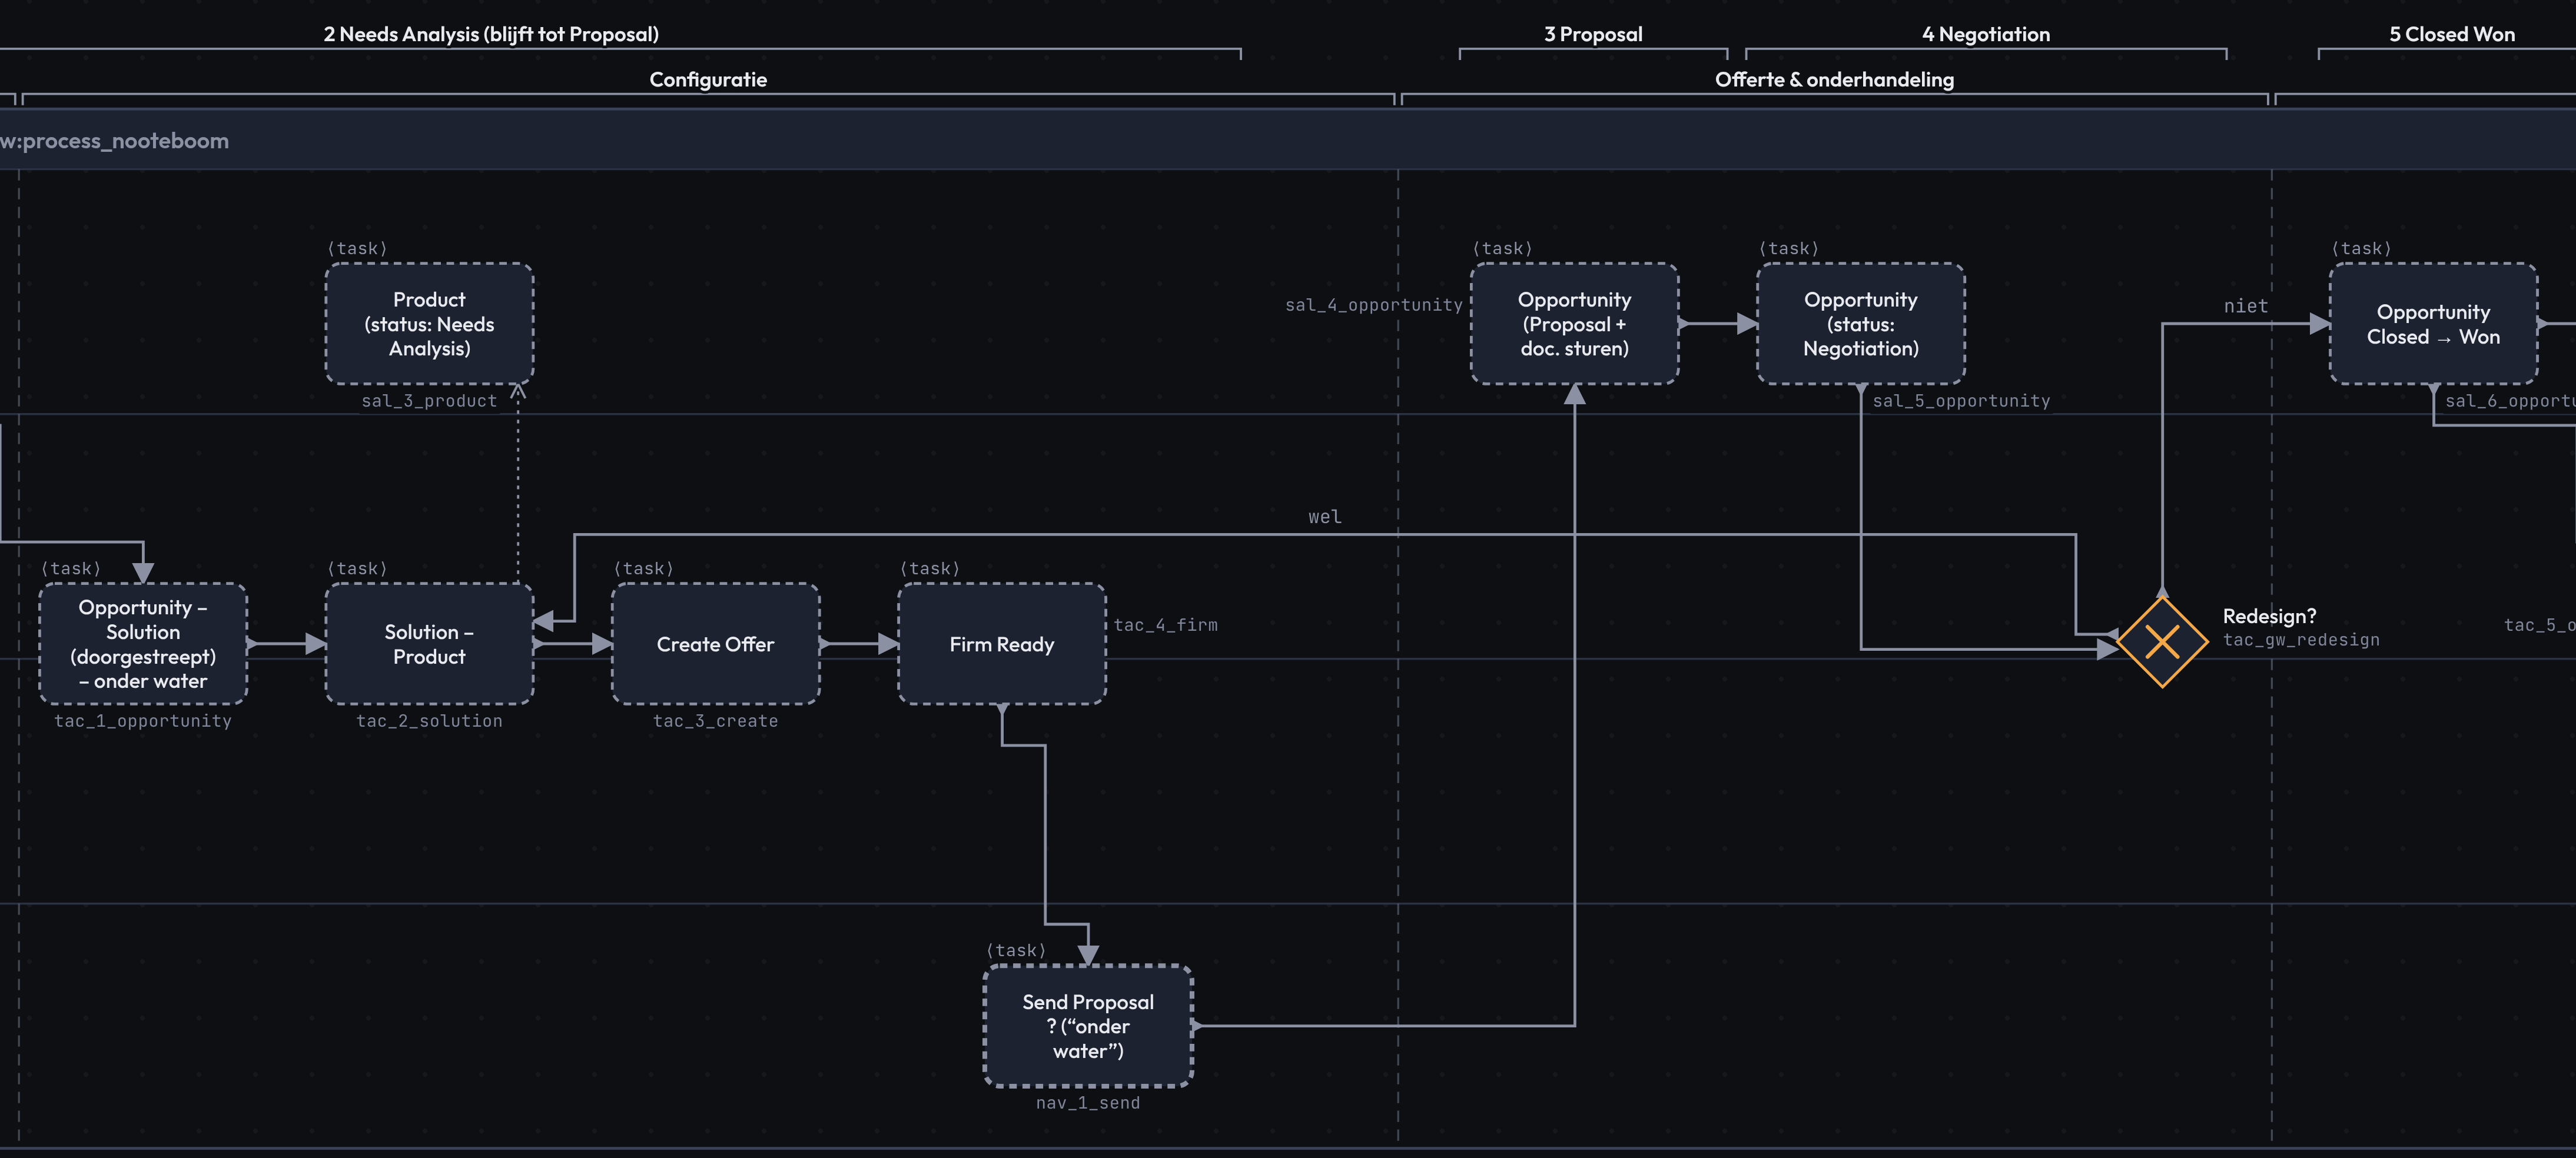 2 Needs Analysis (blijft tot Proposal)
3 Proposal
4 Negotiation
5 Closed Won
Configuratie
Offerte & onderhandeling
w:process_nooteboom
⟨task⟩
Product
(status: Needs
Analysis)
sal_3_product
sal_4_opportunity
⟨task⟩
Opportunity
(Proposal +
doc. sturen)
⟨task⟩
Opportunity
(status:
Negotiation)
sal_5_opportunity
niet
⟨task⟩
Opportunity
Closed → Won
sal_6_opportu
wel
⟨task⟩
Opportunity –
Solution
(doorgestreept)
– onder water
tac_1_opportunity
⟨task⟩
Solution –
Product
tac_2_solution
⟨task⟩
Create Offer
tac_3_create
⟨task⟩
Firm Ready
tac_4_firm
Redesign?
tac_gw_redesign
tac_5_o
⟨task⟩
Send Proposal
? (“onder
water”)
nav_1_send